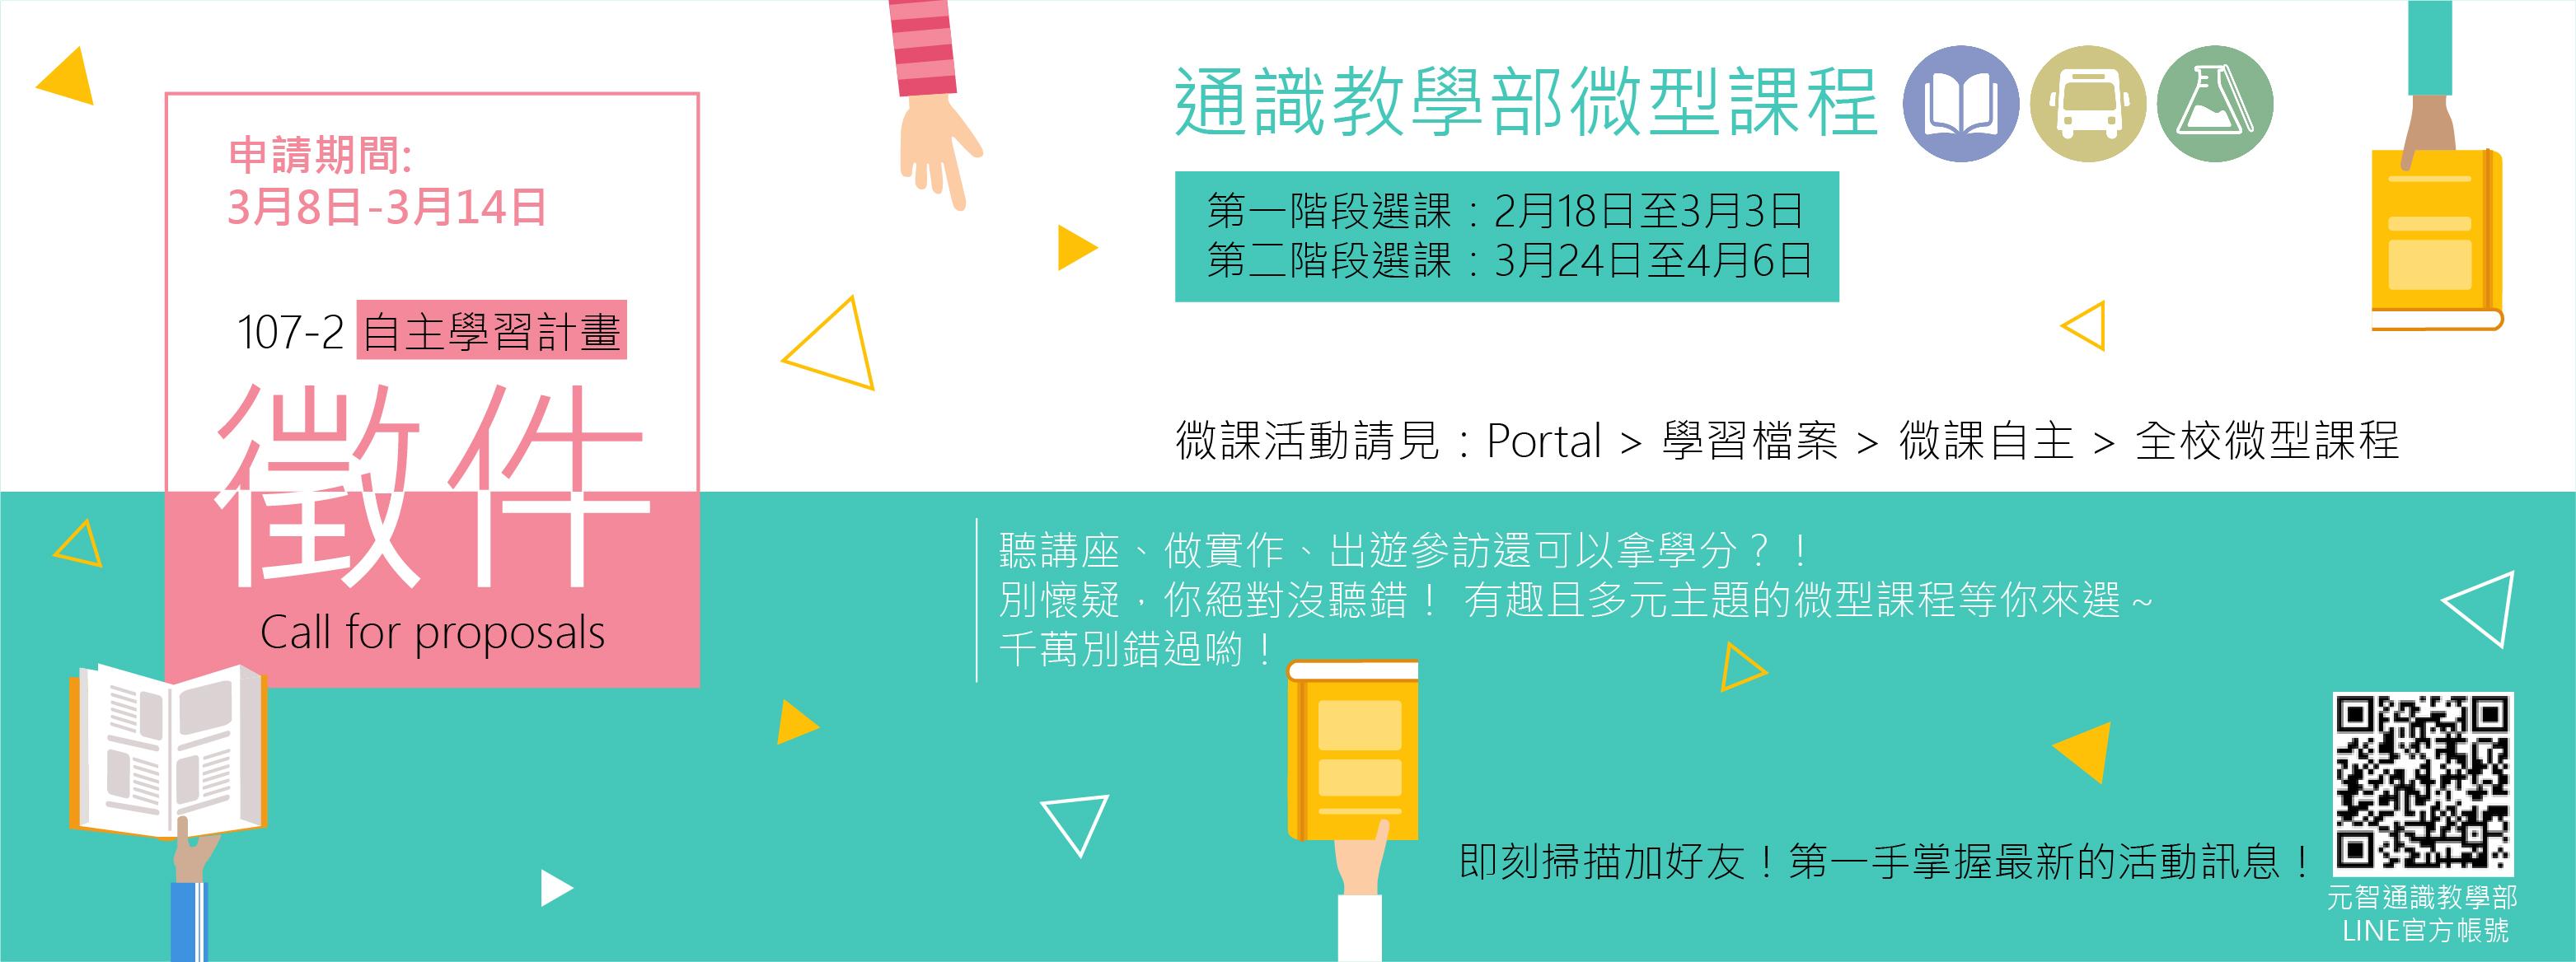 申請期間:
3月8日-3月14日
107-2 自主學習計畫
徵件
Call for proposals
通識教學部微型課程
第一階段選課：2月18日至3月3日
第二階段選課：3月24日至4月6日
微課活動請見：Portal > 學習檔案 > 微課自主 > 全校微型課程
聽講座、做實作、出遊參訪還可以拿學分？！
別懷疑，你絕對沒聽錯！ 有趣且多元主題的微型課程等你來選~
千萬別錯過喲！
即刻掃描加好友！第一手掌握最新的活動訊息！
元智通識教學部
LINE官方帳號